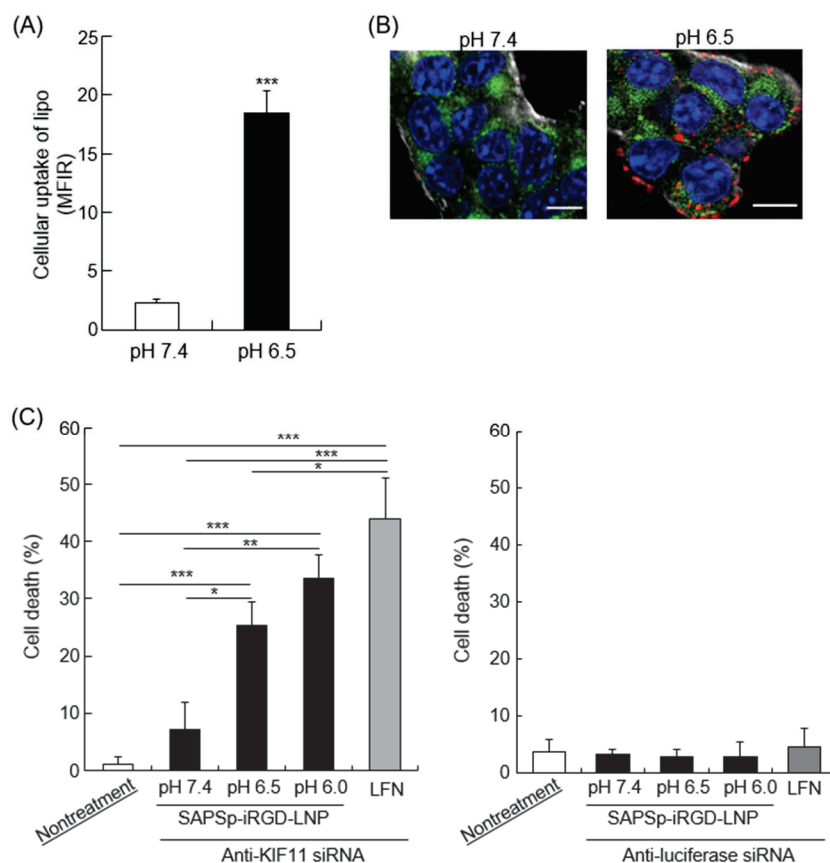 (A)
Cellular uptake of lipo
(MFIR)
25
20
15
10
5
0
***
pH 7.4
pH 6.5
(B)
pH 7.4
pH 6.5
(C)
Cell death (%)
60
50
40
30
20
10
0
***
***
*
***
**
***
*
Nontreatment
pH 7.4
pH 6.5
pH 6.0
LFN
SAPSp-iRGD-LNP
Anti-KIF11 siRNA
Cell death (%)
60
50
40
30
20
10
0
Nontreatment
pH 7.4
pH 6.5
pH 6.0
LFN
SAPSp-iRGD-LNP
Anti-luciferase siRNA